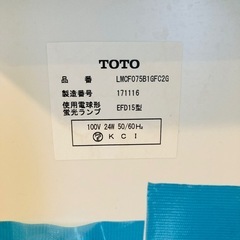 TOTO
品番 LMCF075B1GFC2G
製造番号 171116
使用電球形
蛍光ランプ EFD15型
100V 24W 50/60Hz
KCI